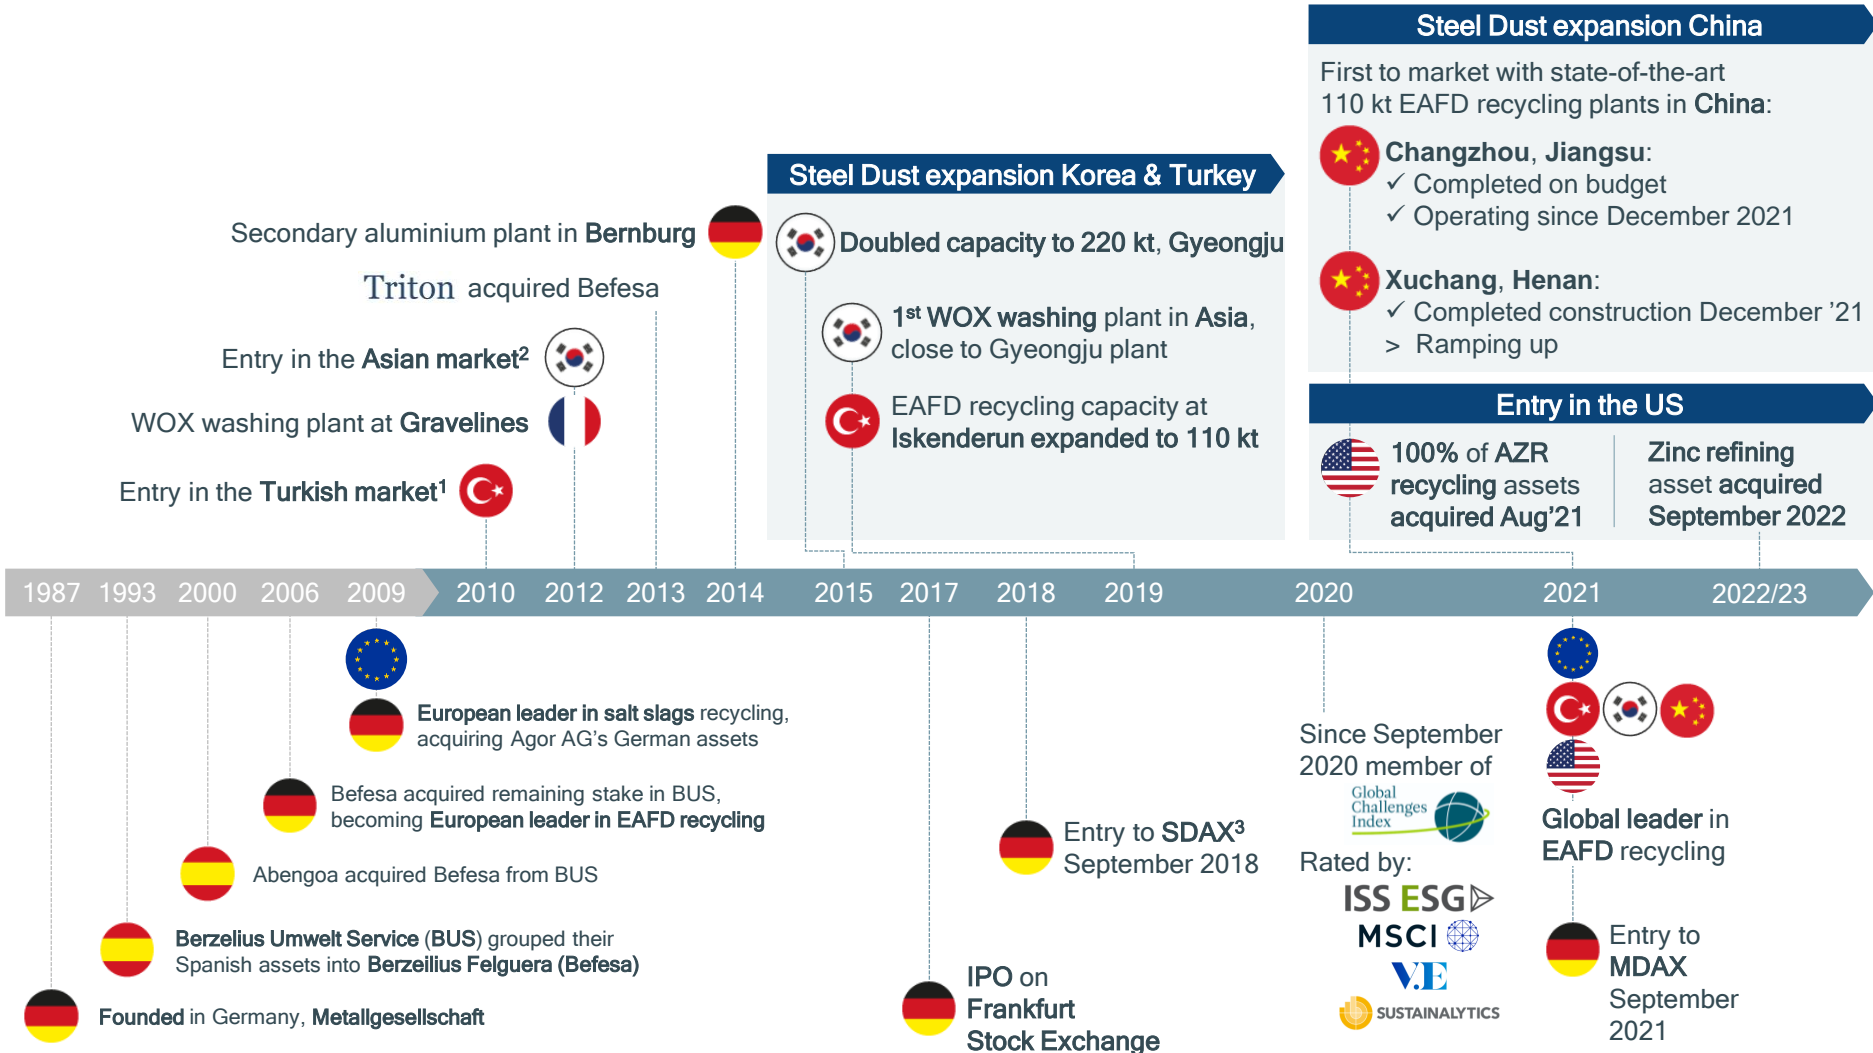 Steel Dust expansion China
First to market with state-of-the-art
110 kt EAFD recycling plants in China:
Changzhou, Jiangsu:
✓ Completed on budget
✓ Operating since December 2021
Xuchang, Henan:
✓ Completed construction December ’21
> Ramping up
Steel Dust expansion Korea & Turkey
Doubled capacity to 220 kt, Gyeongju
1st WOX washing plant in Asia,
close to Gyeongju plant
EAFD recycling capacity at
Iskenderun expanded to 110 kt
Secondary aluminium plant in Bernburg
Triton acquired Befesa
Entry in the Asian market2
WOX washing plant at Gravelines
Entry in the Turkish market1
Entry in the US
100% of AZR
recycling assets
acquired Aug’21
Zinc refining
asset acquired
September 2022
1987 1993 2000 2006 2009 2010 2012 2013 2014 2015 2017 2018 2019 2020 2021 2022/23
European leader in salt slags recycling,
acquiring Agor AG’s German assets
Befesa acquired remaining stake in BUS,
becoming European leader in EAFD recycling
Abengoa acquired Befesa from BUS
Berzelius Umwelt Service (BUS) grouped their
Spanish assets into Berzeilius Felguera (Befesa)
Founded in Germany, Metallgesellschaft
IPO on
Frankfurt
Stock Exchange
Entry to SDAX3
September 2018
Since September
2020 member of
Global
Challenges
Index
Rated by:
ISS ESG
MSCI
V.E
SUSTAINALYTICS
Global leader in
EAFD recycling
Entry to
MDAX
September
2021